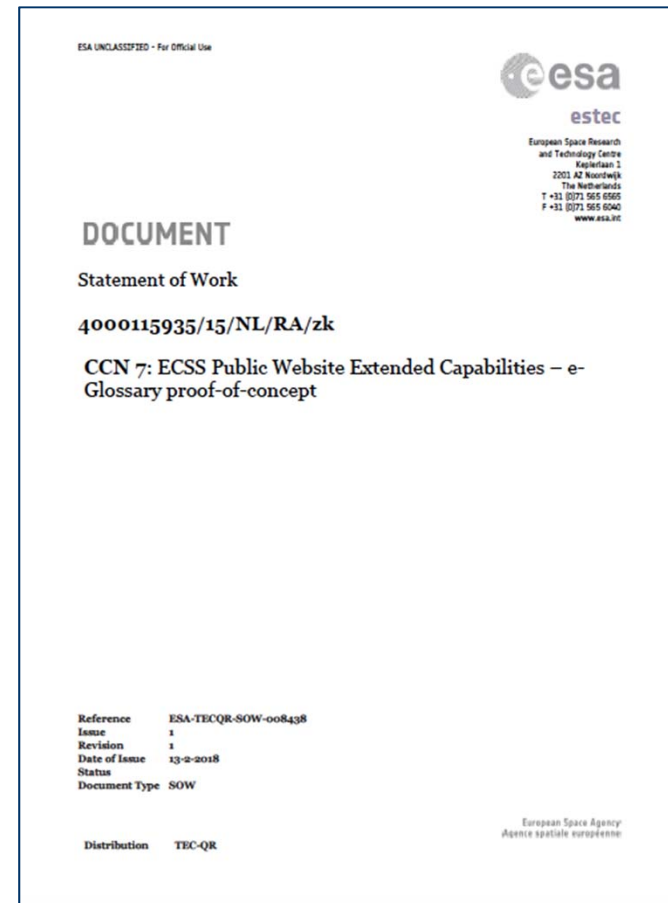 ESA UNCLASSIFIED - For Official Use
esa
estec
European Space Research
and Technology Centre
Keplerlaan 1
2201 AZ Noordwijk
The Netherlands
T +31 (0)71 565 6565
F +31 (0)71 565 6040
www.esa.int
DOCUMENT
Statement of Work
4000115935/15/NL/RA/zk
CCN 7: ECSS Public Website Extended Capabilities – e-
Glossary proof-of-concept
Reference ESA-TECQR-SOW-008438
Issue 1
Revision 1
Date of Issue 13-2-2018
Status
Document Type SOW
European Space Agency
Agence spatiale européenne
Distribution TEC-QR